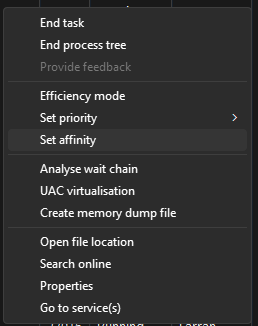 End task
End process tree
Provide feedback
Efficiency mode
Set priority
Set affinity
Analyse wait chain
UAC virtualisation
Create memory dump file
Open file location
Search online
Properties
Go to service(s)